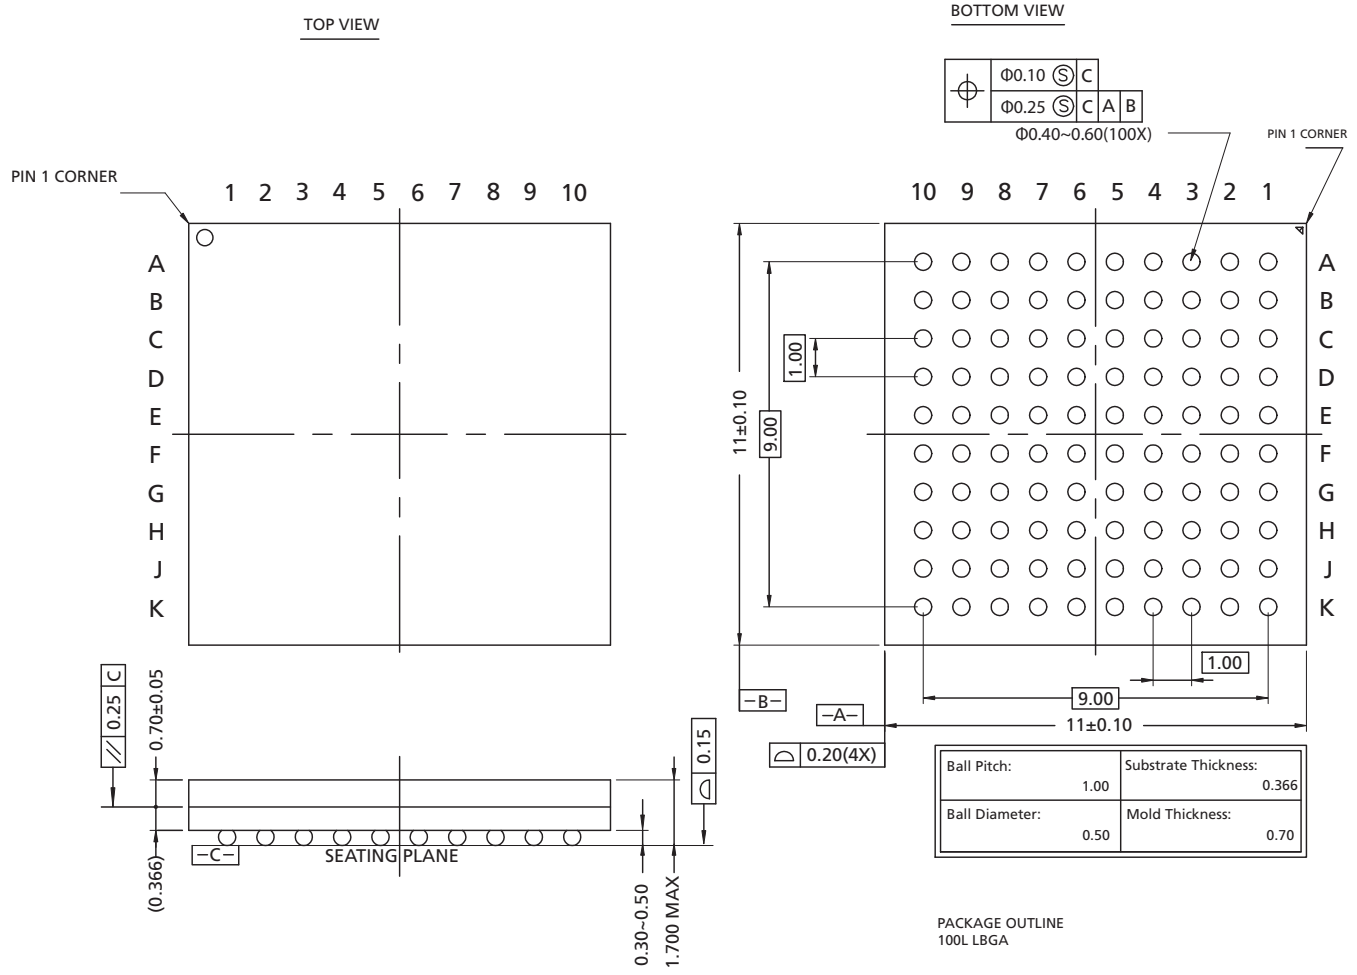 TOP VIEW
BOTTOM VIEW
Φ0.10 Ⓢ C
Φ0.25 Ⓢ C A B
Φ0.40~0.60(100X)
PIN 1 CORNER
PIN 1 CORNER
1 2 3 4 5 6 7 8 9 10
10 9 8 7 6 5 4 3 2 1
A
B
C
D
E
F
G
H
J
K
A
B
C
D
E
F
G
H
J
K
1.00
9.00
11±0.10
1.00
9.00
11±0.10
-B-
-A-
0.20(4X)
// 0.25 C
0.70±0.05
(0.366)
-C-
SEATING PLANE
0.30~0.50
1.700 MAX
0.15
Ball Pitch: 1.00
Substrate Thickness: 0.366
Ball Diameter: 0.50
Mold Thickness: 0.70
PACKAGE OUTLINE
100L LBGA